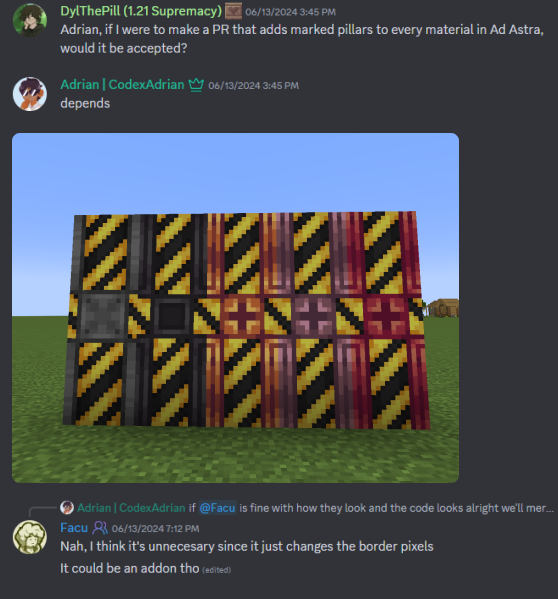 DylThePill (1.21 Supremacy) 06/13/2024 3:45 PM
Adrian, if I were to make a PR that adds marked pillars to every material in Ad Astra,
would it be accepted?
Adrian | CodexAdrian 06/13/2024 3:45 PM
depends
Adrian | CodexAdrian if @Facu is fine with how they look and the code looks alright we'll mer...
Facu 06/13/2024 7:12 PM
Nah, I think it's unnecesary since it just changes the border pixels
It could be an addon tho (edited)